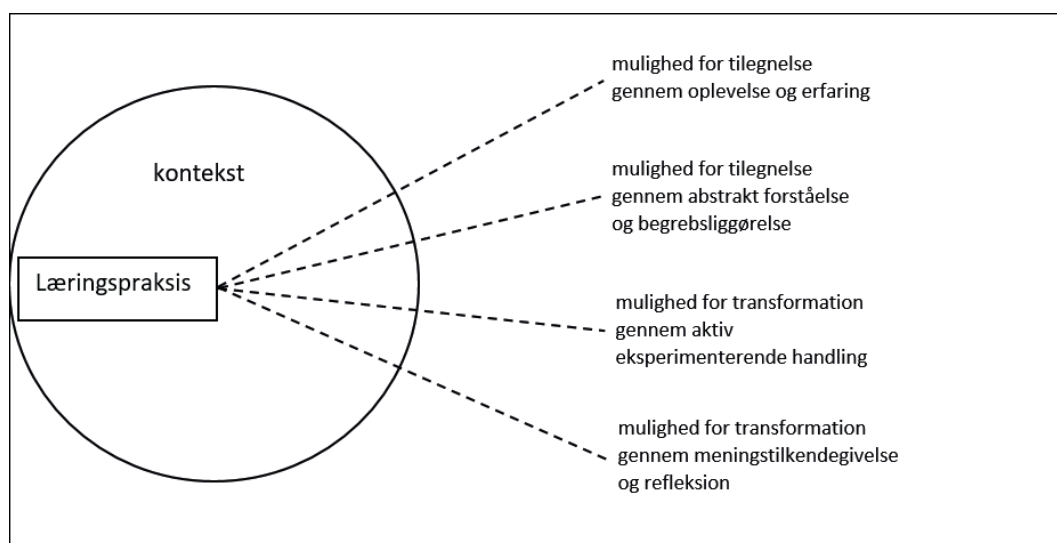 mulighed for tilegnelse
gennem oplevelse og erfaring
kontekst
mulighed for tilegnelse
gennem abstrakt forståelse
og begrebsliggørelse
Læringspraksis
mulighed for transformation
gennem aktiv
eksperimenterende handling
mulighed for transformation
gennem meningstilkendegivelse
og refleksion